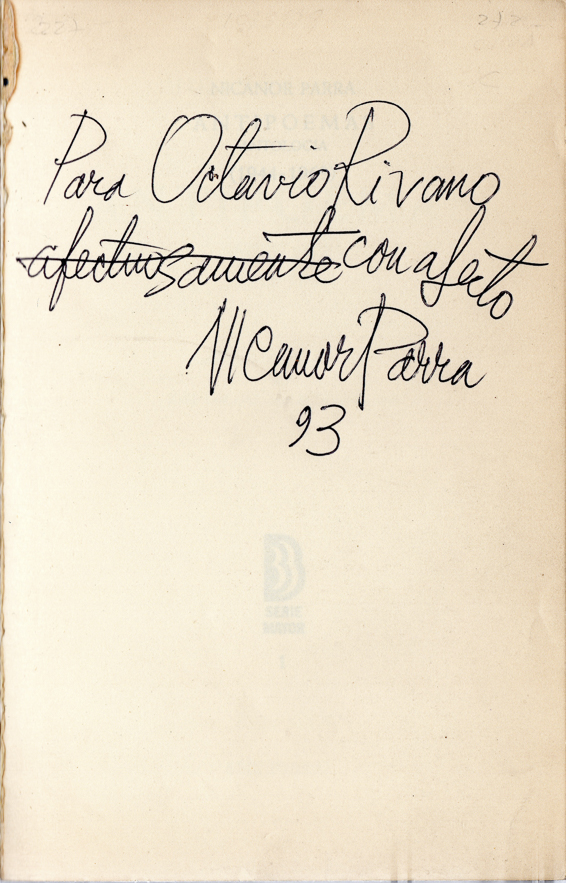 Para Octavio Rivano
afectuosamente con afecto
Nicanor Parra
93